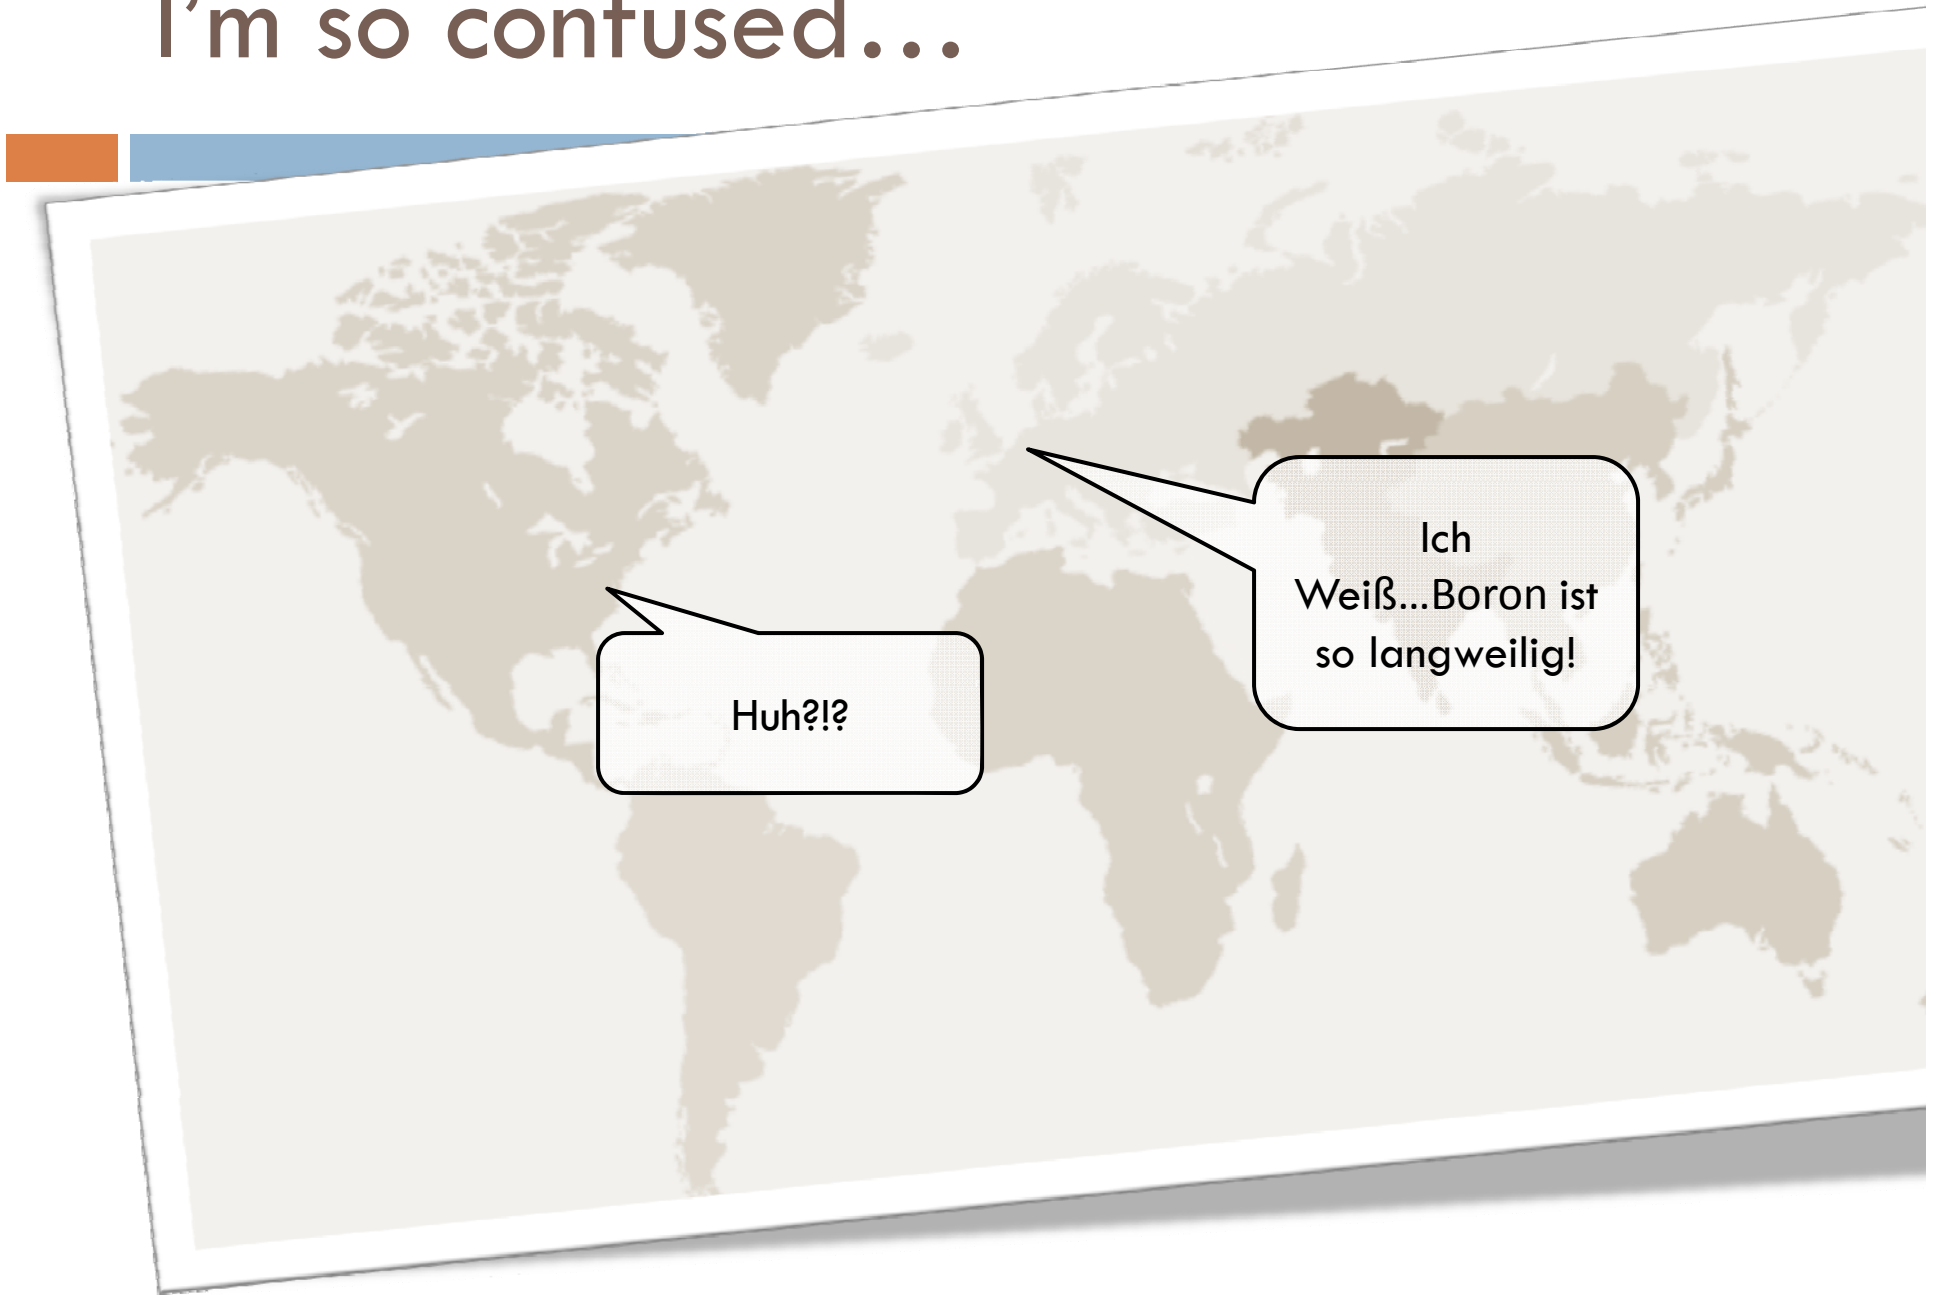 I'm so confused...
Ich
Weiß...Boron ist
so langweilig!
Huh?!?